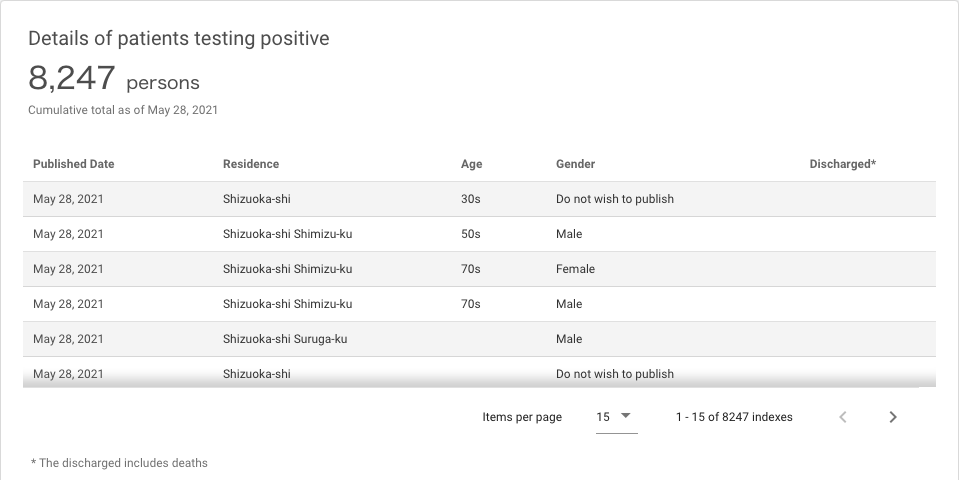 Details of patients testing positive
8,247 persons
Cumulative total as of May 28, 2021
Published Date Residence Age Gender Discharged*
May 28, 2021 Shizuoka-shi 30s Do not wish to publish
May 28, 2021 Shizuoka-shi Shimizu-ku 50s Male
May 28, 2021 Shizuoka-shi Shimizu-ku 70s Female
May 28, 2021 Shizuoka-shi Shimizu-ku 70s Male
May 28, 2021 Shizuoka-shi Suruga-ku Male
May 28, 2021 Shizuoka-shi Do not wish to publish
Items per page 15 1 - 15 of 8247 indexes
* The discharged includes deaths